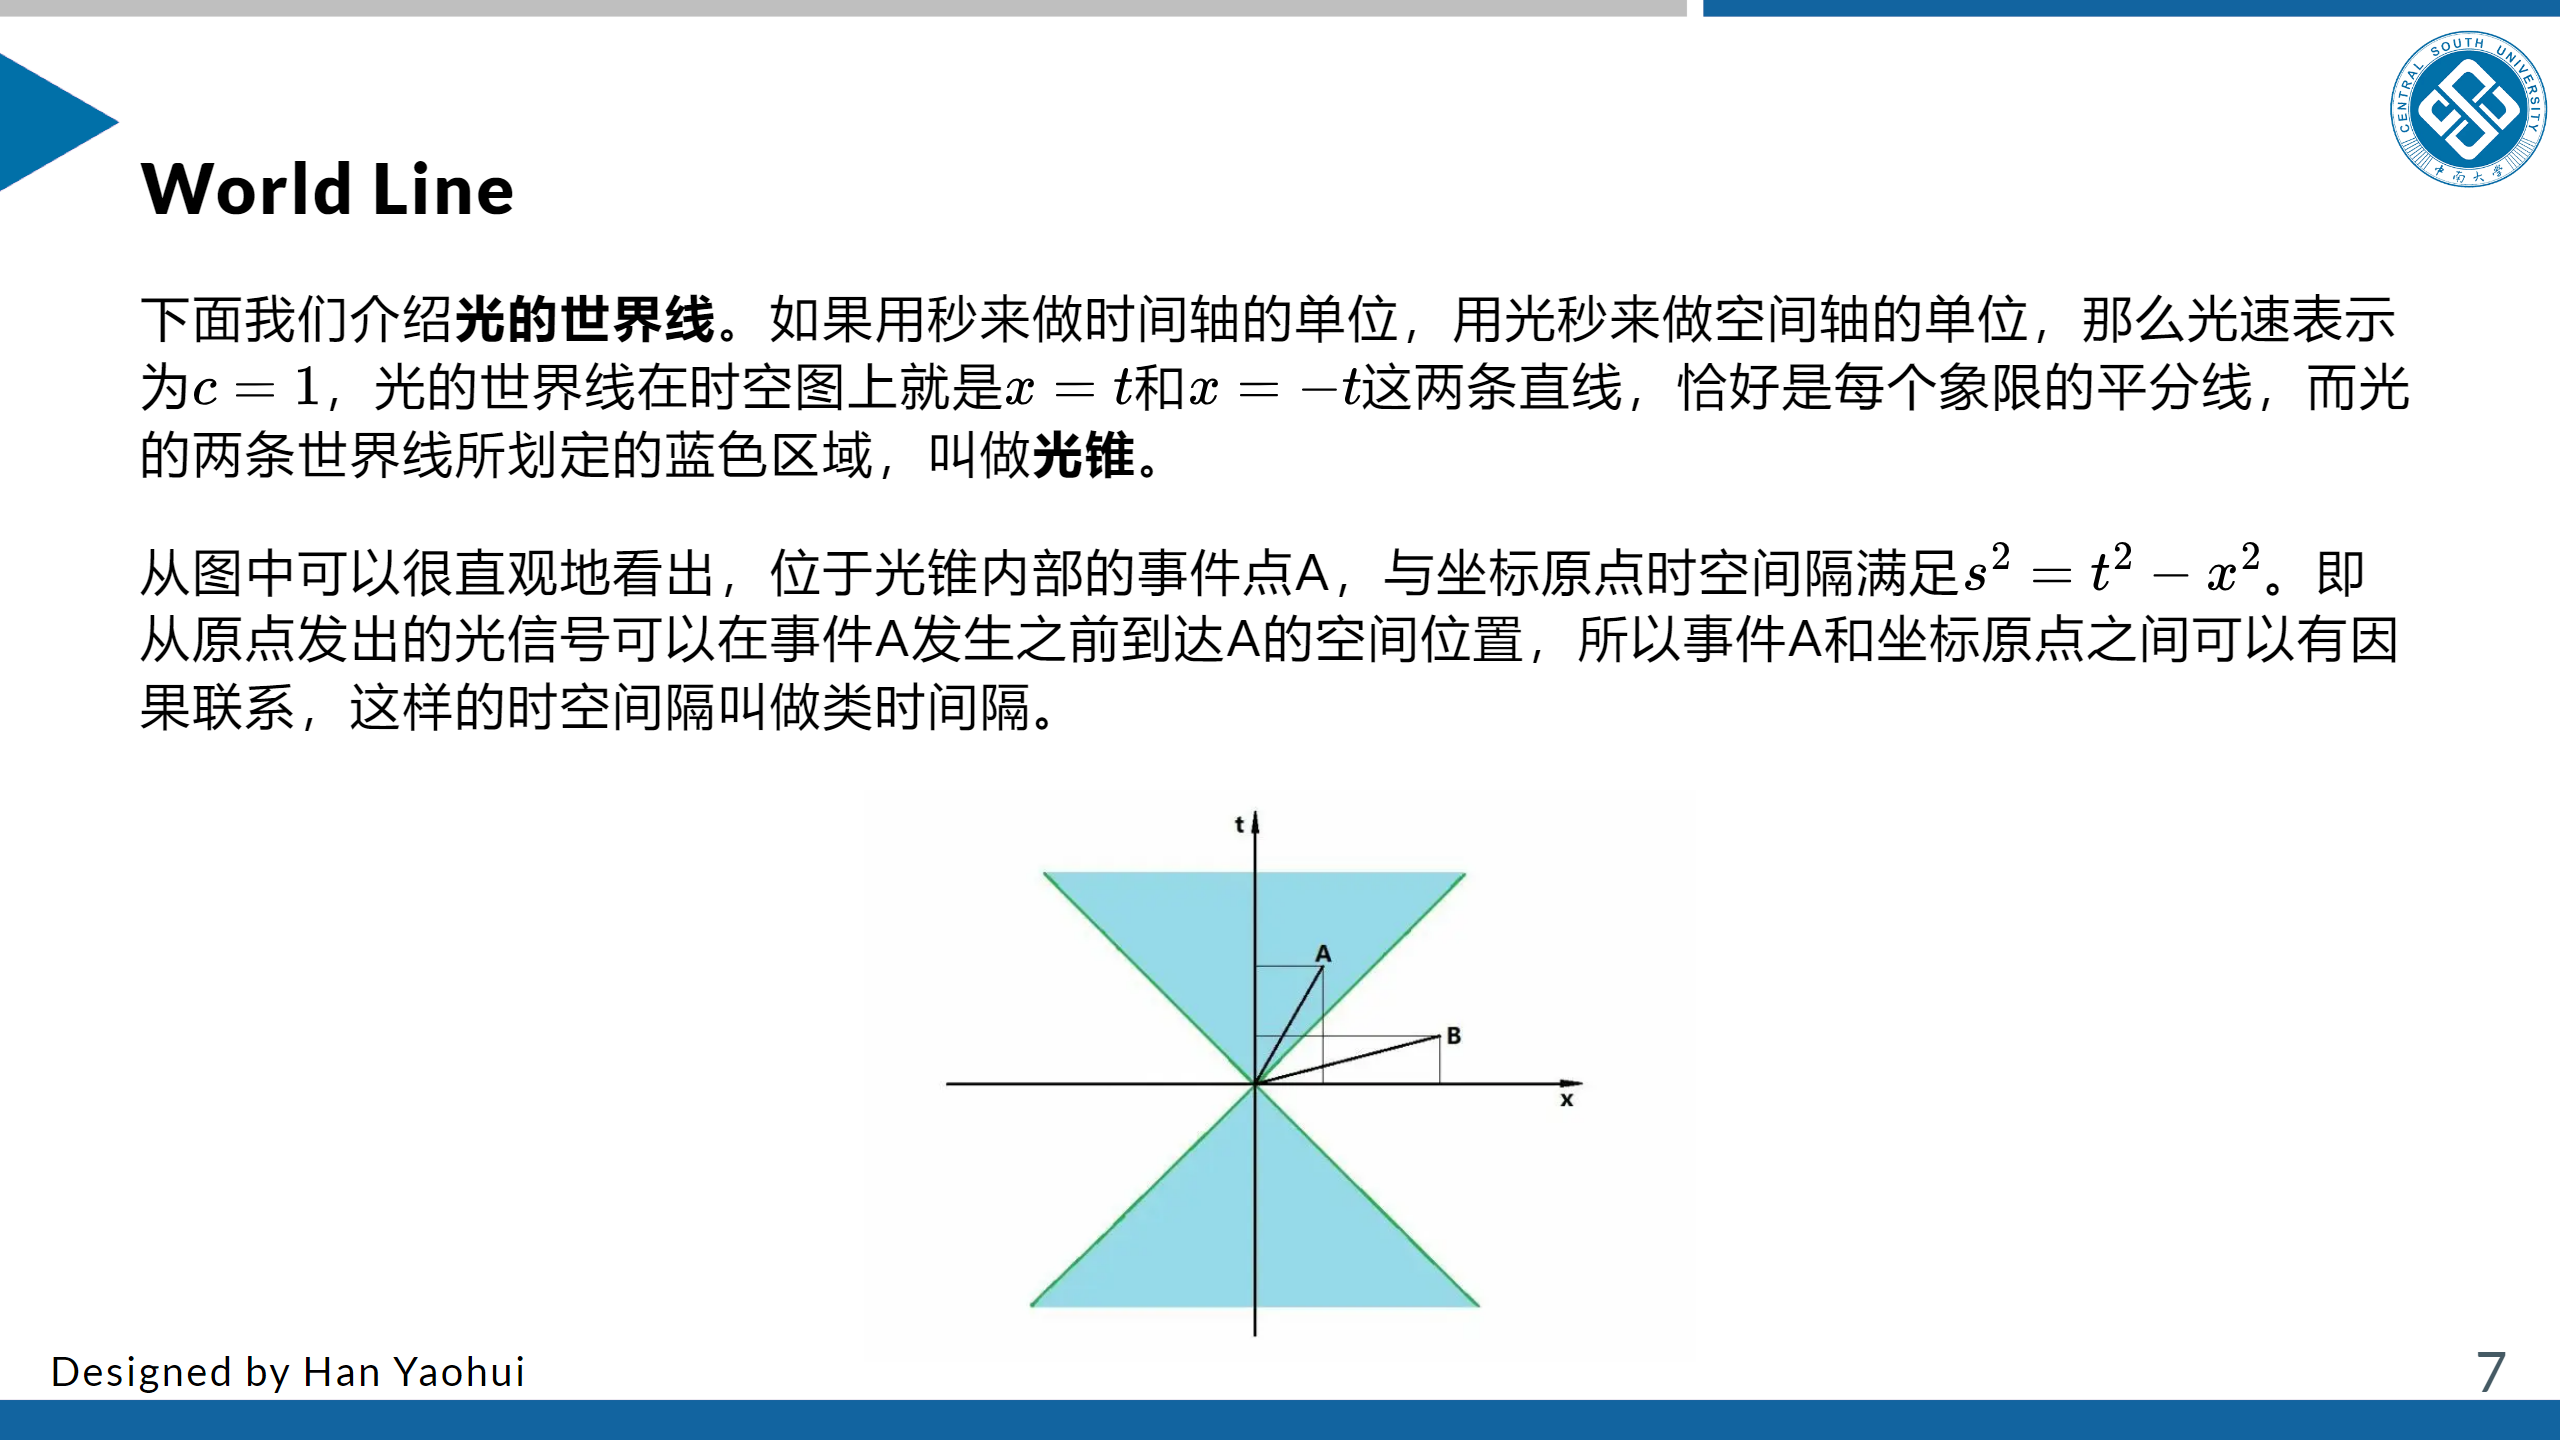 CENTRAL SOUTH UNIVERSITY
中南大学
World Line
下面我们介绍光的世界线。如果用秒来做时间轴的单位，用光秒来做空间轴的单位，那么光速表示
为c = 1，光的世界线在时空图上就是x = t和x = −t这两条直线，恰好是每个象限的平分线，而光
的两条世界线所划定的蓝色区域，叫做光锥。
从图中可以很直观地看出，位于光锥内部的事件点A，与坐标原点时空间隔满足s² = t² − x²。即
从原点发出的光信号可以在事件A发生之前到达A的空间位置，所以事件A和坐标原点之间可以有因
果联系，这样的时空间隔叫做类时间隔。
t
A
B
x
Designed by Han Yaohui
7